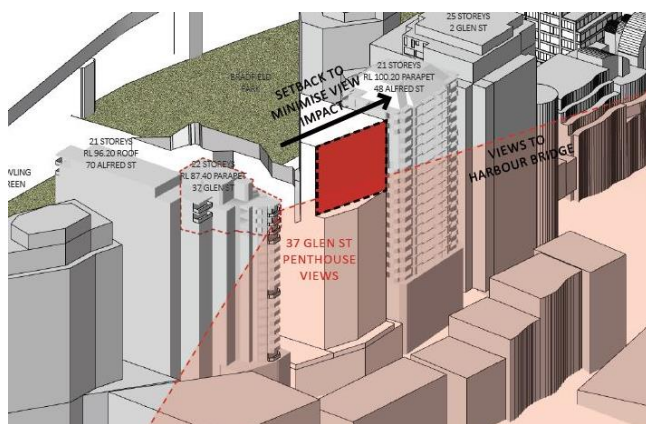 25 STOREYS
2 GLEN ST
21 STOREYS
RL 100.20 PARAPET
48 ALFRED ST
BRADFIELD
PARK
SETBACK TO
MINIMISE VIEW
IMPACT
21 STOREYS
RL 96.20 ROOF
70 ALFRED ST
22 STOREYS
RL 87.40 PARAPET
37 GLEN ST
WLING
REEN
VIEWS TO
HARBOUR BRIDGE
37 GLEN ST
PENTHOUSE
VIEWS